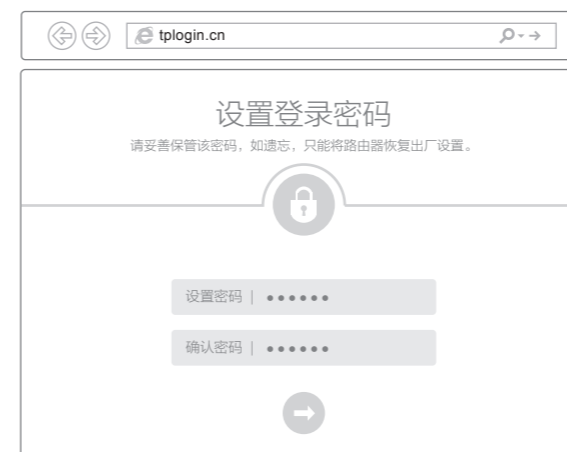 tplogin.cn
设置登录密码
请妥善保管该密码，如遗忘，只能将路由器恢复出厂设置。
设置密码 | ●●●●●●
确认密码 | ●●●●●●